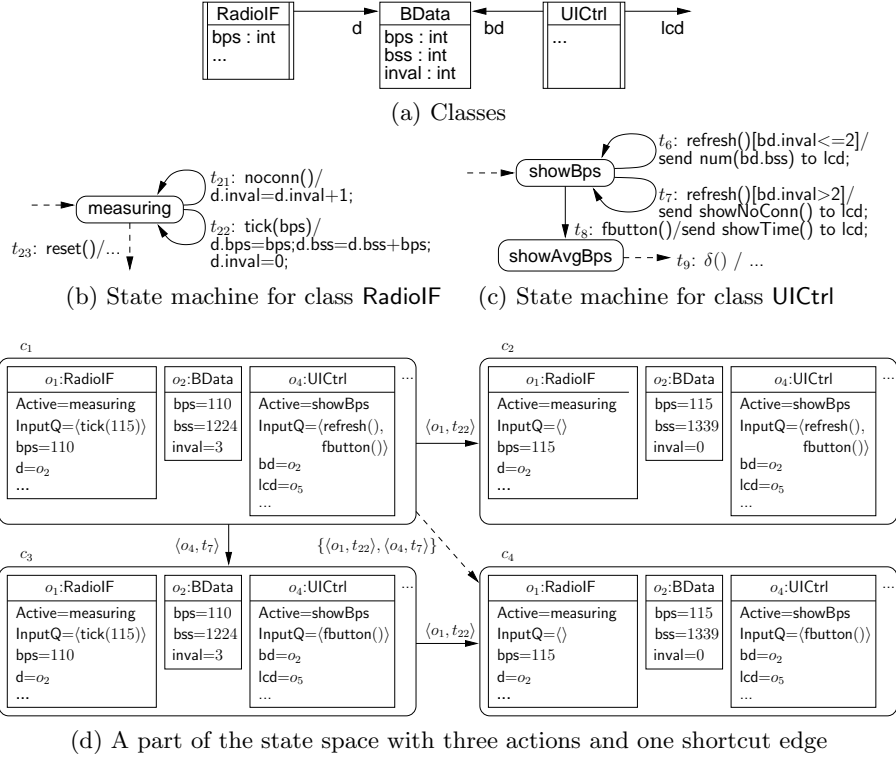 RadioIF
bps : int
...
d
BData
bps : int
bss : int
inval : int
bd
UICtrl
...
lcd
(a) Classes
measuring
t21: noconn()/
d.inval=d.inval+1;
t22: tick(bps)/
d.bps=bps;d.bss=d.bss+bps;
d.inval=0;
t23: reset()/...
(b) State machine for class RadioIF
showBps
t6: refresh()[bd.inval<=2]/
send num(bd.bss) to lcd;
t7: refresh()[bd.inval>2]/
send showNoConn() to lcd;
t8: fbutton()/send showTime() to lcd;
showAvgBps
t9: δ() / ...
(c) State machine for class UICtrl
c1
o1:RadioIF
Active=measuring
InputQ=⟨tick(115)⟩
bps=110
d=o2
...
o2:BData
bps=110
bss=1224
inval=3
o4:UICtrl
Active=showBps
InputQ=⟨refresh(),
fbutton()⟩
bd=o2
lcd=o5
...
...
⟨o1, t22⟩
c2
o1:RadioIF
Active=measuring
InputQ=⟨⟩
bps=115
d=o2
...
o2:BData
bps=115
bss=1339
inval=0
o4:UICtrl
Active=showBps
InputQ=⟨refresh(),
fbutton()⟩
bd=o2
lcd=o5
...
...
⟨o4, t7⟩
{⟨o1, t22⟩, ⟨o4, t7⟩}
c3
o1:RadioIF
Active=measuring
InputQ=⟨tick(115)⟩
bps=110
d=o2
...
o2:BData
bps=110
bss=1224
inval=3
o4:UICtrl
Active=showBps
InputQ=⟨fbutton()⟩
bd=o2
lcd=o5
...
...
⟨o1, t22⟩
c4
o1:RadioIF
Active=measuring
InputQ=⟨⟩
bps=115
d=o2
...
o2:BData
bps=115
bss=1339
inval=0
o4:UICtrl
Active=showBps
InputQ=⟨fbutton()⟩
bd=o2
lcd=o5
...
...
(d) A part of the state space with three actions and one shortcut edge